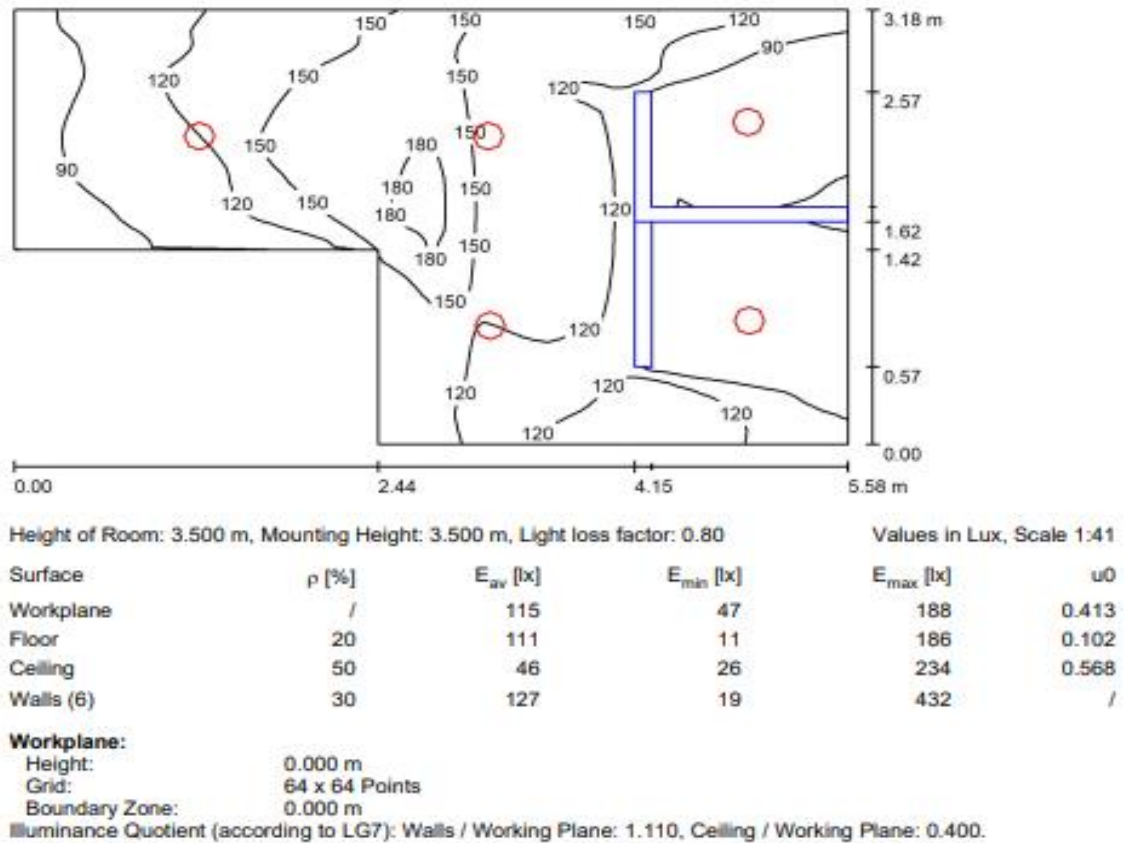 150 150 150 120 3.18 m
90
120 150 150
120 2.57
150
150 180
90 180 150
120 150 180 120
1.62
150
180 1.42
150
120
0.57
120 120
120
120 0.00
0.00 2.44 4.15 5.58 m
Height of Room: 3.500 m, Mounting Height: 3.500 m, Light loss factor: 0.80 Values in Lux, Scale 1:41
Surface ρ [%] Eav [lx] Emin [lx] Emax [lx] u0
Workplane / 115 47 188 0.413
Floor 20 111 11 186 0.102
Ceiling 50 46 26 234 0.568
Walls (6) 30 127 19 432 /
Workplane:
Height: 0.000 m
Grid: 64 x 64 Points
Boundary Zone: 0.000 m
Illuminance Quotient (according to LG7): Walls / Working Plane: 1.110, Ceiling / Working Plane: 0.400.